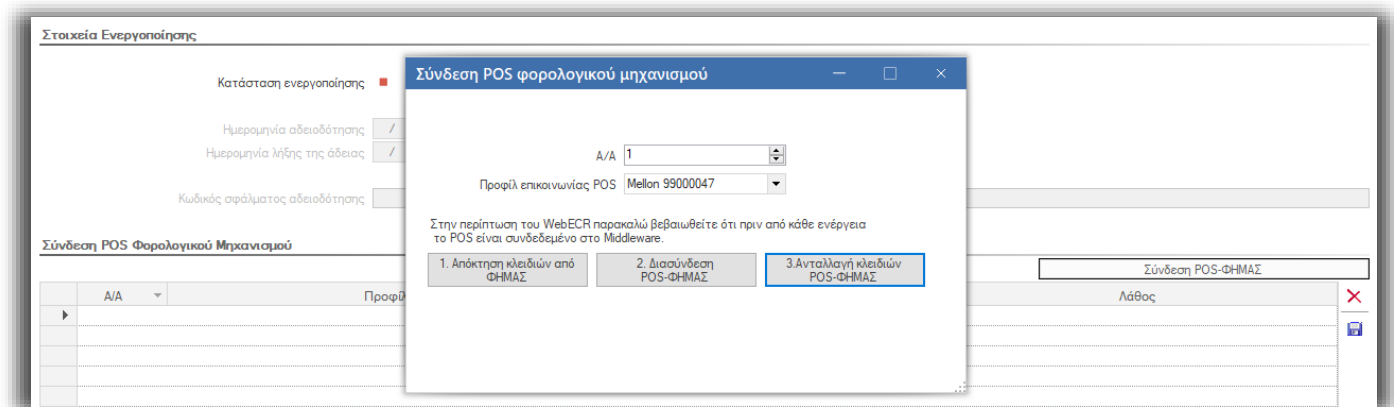 Στοιχεία Ενεργοποίησης
Σύνδεση POS φορολογικού μηχανισμού
Κατάσταση ενεργοποίησης
Ημερομηνία αδειοδότησης /
Ημερομηνία λήξης της άδειας /
Α/Α 1
Προφίλ επικοινωνίας POS Mellon 99000047
Κωδικός σφάλματος αδειοδότησης
Στην περίπτωση του WebECR παρακαλώ βεβαιωθείτε ότι πριν από κάθε ενέργεια
το POS είναι συνδεδεμένο στο Middleware.
Σύνδεση POS Φορολογικού Μηχανισμού
1. Απόκτηση κλειδιών από
ΦΗΜΑΣ
2. Διασύνδεση
POS-ΦΗΜΑΣ
3.Ανταλλαγή κλειδιών
POS-ΦΗΜΑΣ
Σύνδεση POS-ΦΗΜΑΣ
Α/Α Προφίλ Λάθος